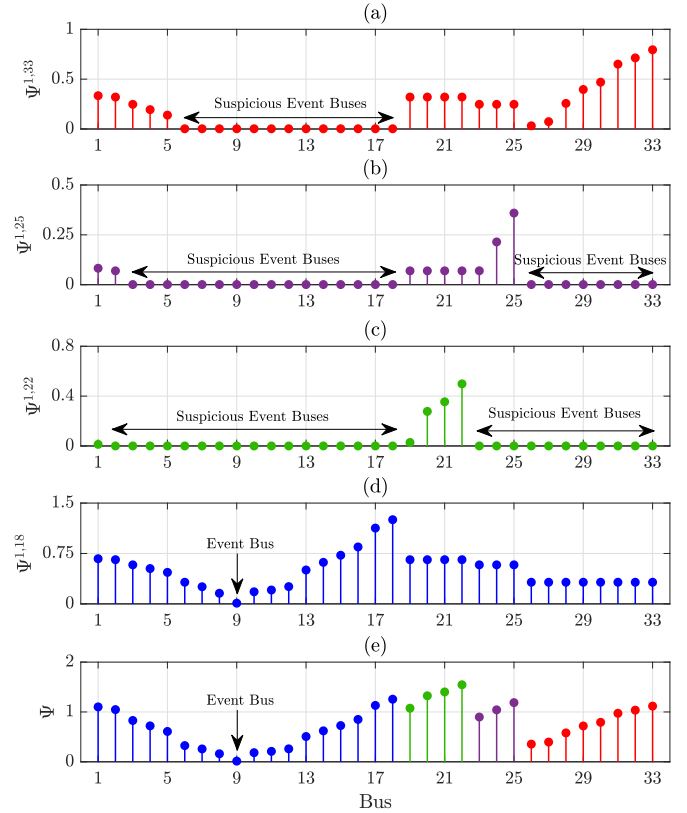 (a)
1
0.5
0
Ψ^{1,33}
Suspicious Event Buses
1 5 9 13 17 21 25 29 33
(b)
0.5
0.25
0
Ψ^{1,25}
Suspicious Event Buses
Suspicious Event Buses
1 5 9 13 17 21 25 29 33
(c)
0.8
0.4
0
Ψ^{1,22}
Suspicious Event Buses
Suspicious Event Buses
1 5 9 13 17 21 25 29 33
(d)
1.5
0.75
0
Ψ^{1,18}
Event Bus
1 5 9 13 17 21 25 29 33
(e)
2
1
0
Ψ
Event Bus
1 5 9 13 17 21 25 29 33
Bus